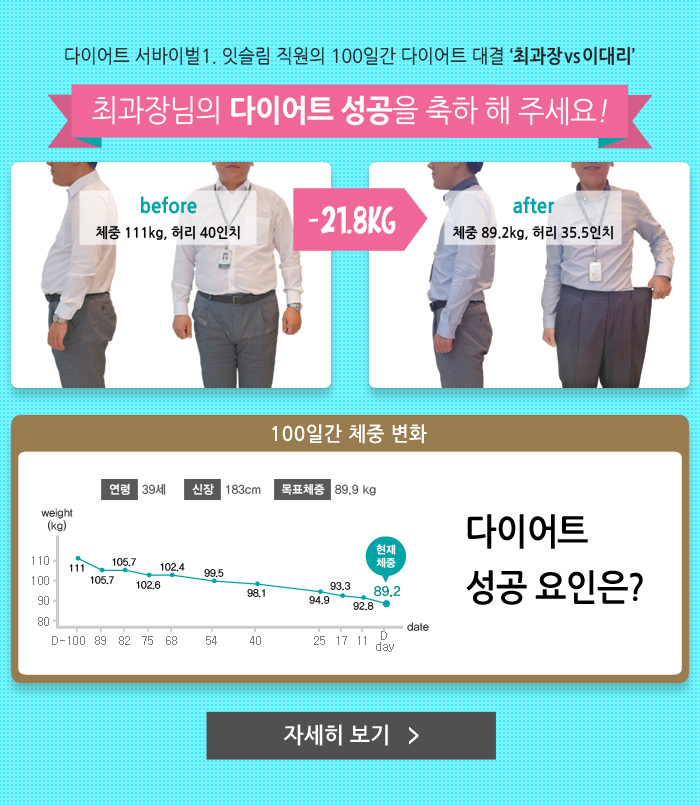 다이어트 서바이벌1. 잇슬림 직원의 100일간 다이어트 대결 ‘최과장vs이대리’
최과장님의 다이어트 성공을 축하 해 주세요!
before
체중 111kg, 허리 40인치
-21.8KG
after
체중 89.2kg, 허리 35.5인치
100일간 체중 변화
연령 39세 신장 183cm 목표체중 89.9 kg
weight
(kg)
110
100
90
80
111
105.7
105.7
102.6
102.4
99.5
98.1
94.9
93.3
92.8
현재
체중
89.2
date
D-100 89 82 75 68 54 40 25 17 11 D
day
다이어트
성공 요인은?
자세히 보기 >